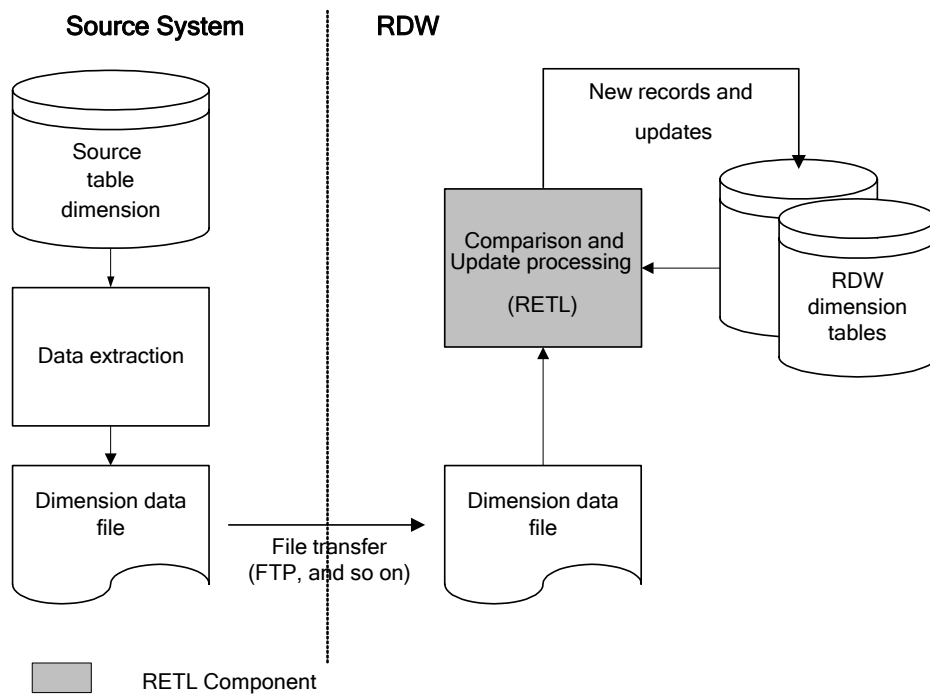 Source System
RDW
Source
table
dimension
Data extraction
Dimension data
file
File transfer
(FTP, and so on)
New records and
updates
Comparison and
Update processing
(RETL)
RDW
dimension
tables
Dimension data
file
RETL Component